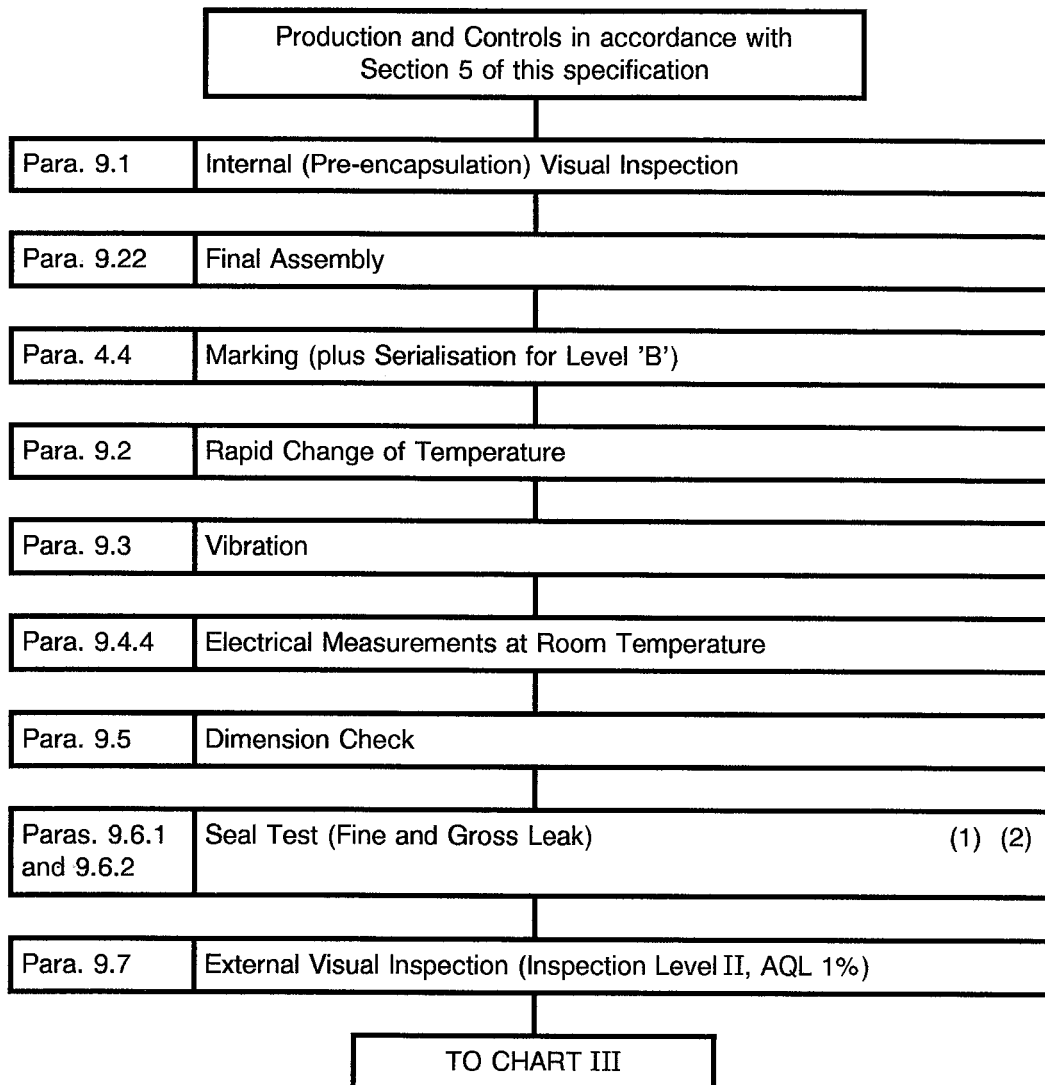 Production and Controls in accordance with
Section 5 of this specification
Para. 9.1 Internal (Pre-encapsulation) Visual Inspection
Para. 9.22 Final Assembly
Para. 4.4 Marking (plus Serialisation for Level 'B')
Para. 9.2 Rapid Change of Temperature
Para. 9.3 Vibration
Para. 9.4.4 Electrical Measurements at Room Temperature
Para. 9.5 Dimension Check
Paras. 9.6.1 Seal Test (Fine and Gross Leak) (1) (2)
and 9.6.2
Para. 9.7 External Visual Inspection (Inspection Level II, AQL 1%)
TO CHART III